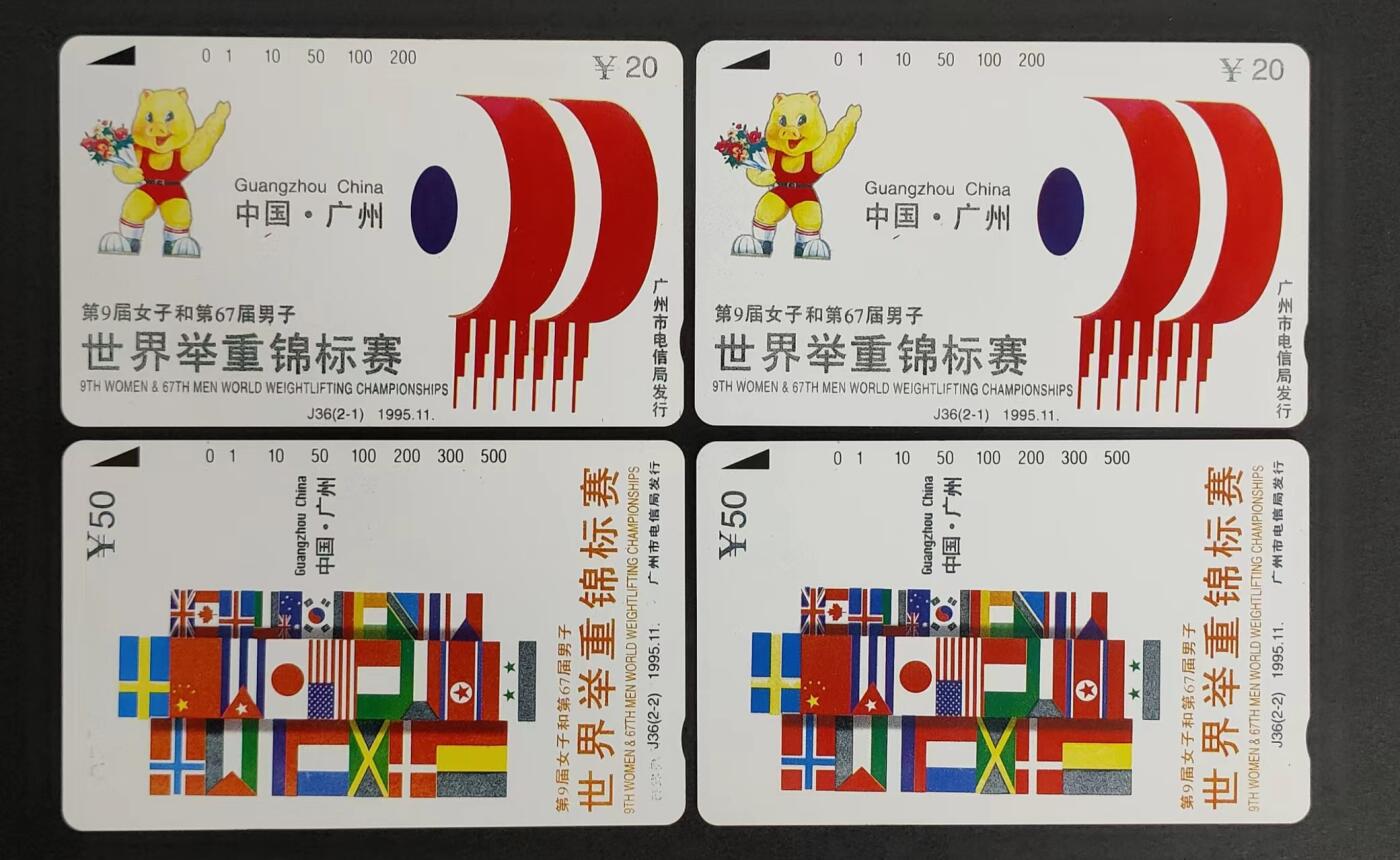 0 1 10 50 100 200
¥ 20
Guangzhou China
中国·广州
第9届女子和第67届男子
世界举重锦标赛
9TH WOMEN & 67TH MEN WORLD WEIGHTLIFTING CHAMPIONSHIPS
J36(2-1) 1995.11.
广州市电信局发行
0 1 10 50 100 200
¥ 20
Guangzhou China
中国·广州
第9届女子和第67届男子
世界举重锦标赛
9TH WOMEN & 67TH MEN WORLD WEIGHTLIFTING CHAMPIONSHIPS
J36(2-1) 1995.11.
广州市电信局发行
0 1 10 50 100 200 300 500
¥50
Guangzhou China
中国·广州
第9届女子和第67届男子
世界举重锦标赛
9TH WOMEN & 67TH MEN WORLD WEIGHTLIFTING CHAMPIONSHIPS
J36(2-2) 1995.11. 广州市电信局发行
0 1 10 50 100 200 300 500
¥50
Guangzhou China
中国·广州
第9届女子和第67届男子
世界举重锦标赛
9TH WOMEN & 67TH MEN WORLD WEIGHTLIFTING CHAMPIONSHIPS
J36(2-2) 1995.11. 广州市电信局发行